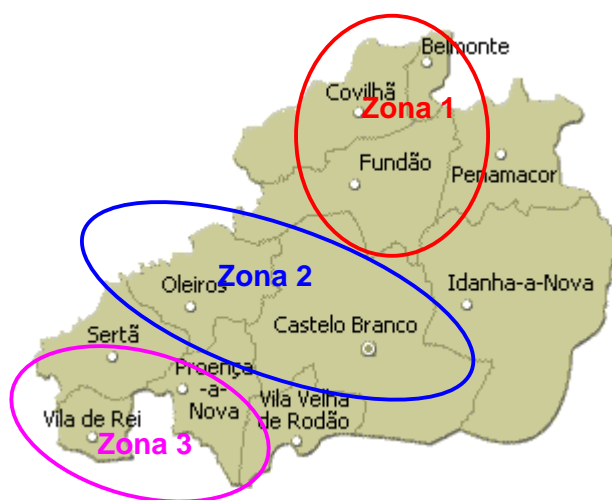 Belmonte
Covilhã
Zona 1
Fundão
Penamacor
Zona 2
Oleiros
Idanha-a-Nova
Castelo Branco
Sertã
Proença
-a-
Nova
Vila Velha
de Rodão
Vila de Rei
Zona 3